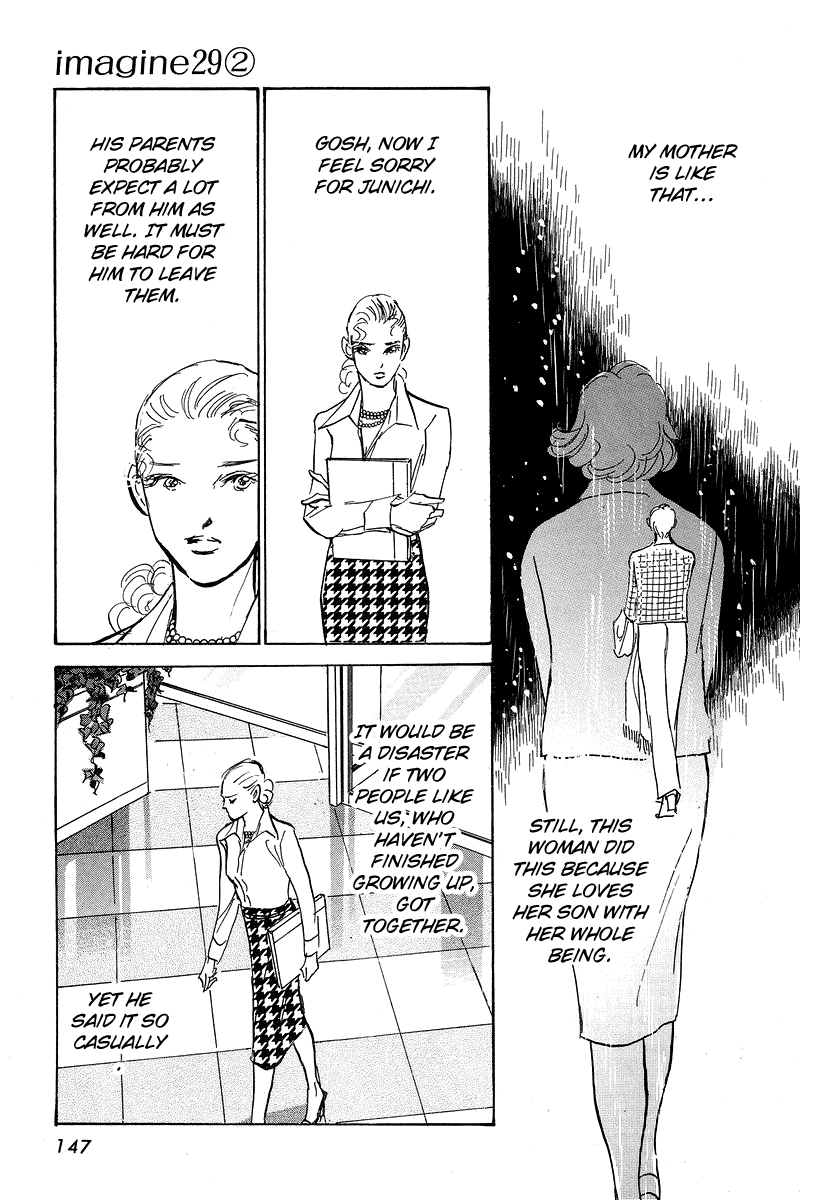 imagine29②
MY MOTHER
IS LIKE
THAT...
STILL, THIS
WOMAN DID
THIS BECAUSE
SHE LOVES
HER SON WITH
HER WHOLE
BEING.
GOSH, NOW I
FEEL SORRY
FOR JUNICHI.
HIS PARENTS
PROBABLY
EXPECT A LOT
FROM HIM AS
WELL. IT MUST
BE HARD FOR
HIM TO LEAVE
THEM.
IT WOULD BE
A DISASTER
IF TWO
PEOPLE LIKE
US, WHO
HAVEN'T
FINISHED
GROWING UP,
GOT
TOGETHER.
YET HE
SAID IT SO
CASUALLY
.
147